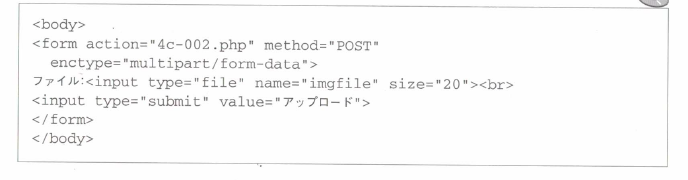 <body>
<form action="4c-002.php" method="POST"
enctype="multipart/form-data">
ファイル:<input type="file" name="imgfile" size="20"><br>
<input type="submit" value="アップロード">
</form>
</body>